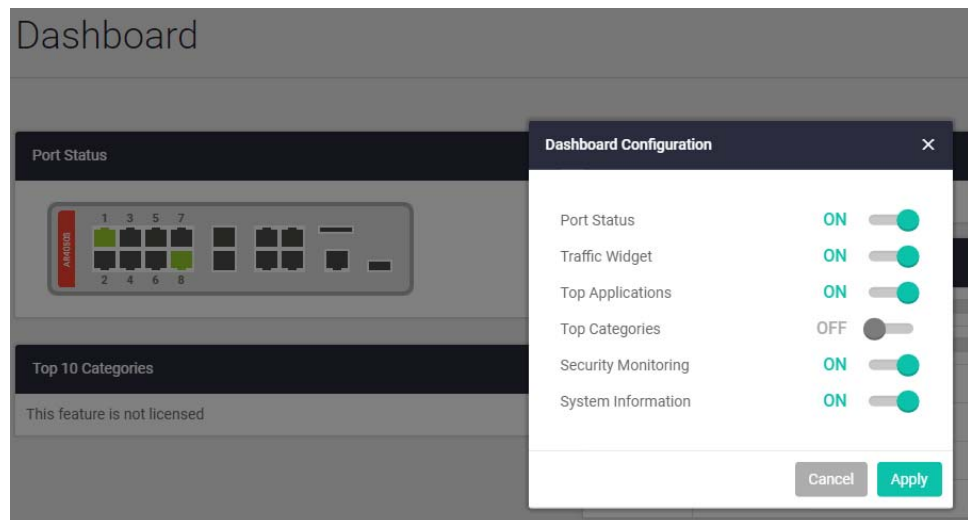 Dashboard
Port Status
1 3 5 7
AR4050S
2 4 6 8
Top 10 Categories
This feature is not licensed
Dashboard Configuration ×
Port Status ON
Traffic Widget ON
Top Applications ON
Top Categories OFF
Security Monitoring ON
System Information ON
Cancel Apply